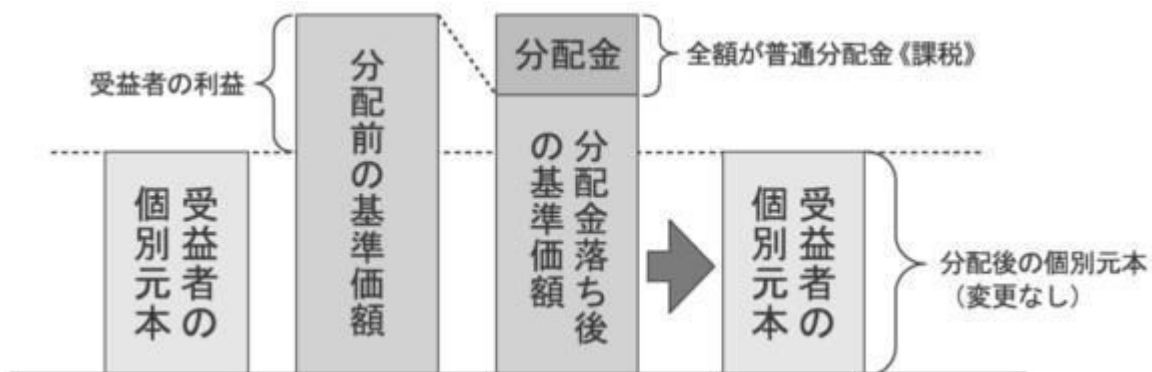 受益者の利益
受益者の
個別元本
分配前の基準価額
分配金
全額が普通分配金《課税》
分配金落ち後
の基準価額
受益者の
個別元本
分配後の個別元本
（変更なし）